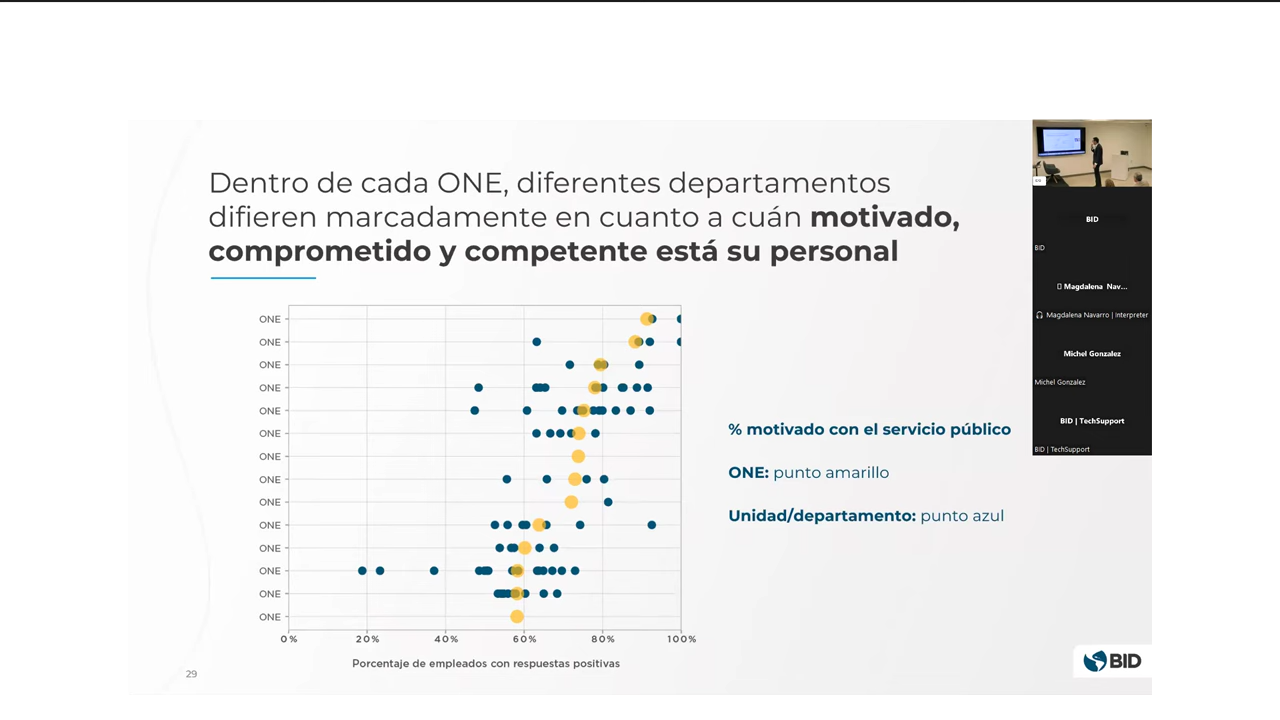 Dentro de cada ONE, diferentes departamentos
difieren marcadamente en cuanto a cuán motivado,
comprometido y competente está su personal
ONE
ONE
ONE
ONE
ONE
ONE
ONE
ONE
ONE
ONE
ONE
ONE
ONE
ONE
0% 20% 40% 60% 80% 100%
Porcentaje de empleados con respuestas positivas
% motivado con el servicio público
ONE: punto amarillo
Unidad/departamento: punto azul
29
BID
BID
BID
Magdalena Nav...
Magdalena Navarro | Interpreter
Michel Gonzalez
Michel Gonzalez
BID | TechSupport
BID | TechSupport